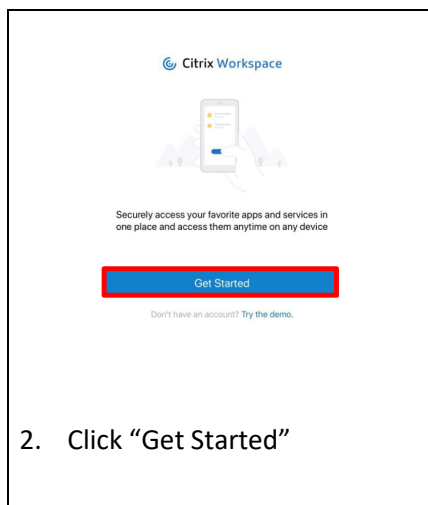 Citrix Workspace
Securely access your favorite apps and services in
one place and access them anytime on any device
Get Started
Don't have an account? Try the demo.
2. Click “Get Started”